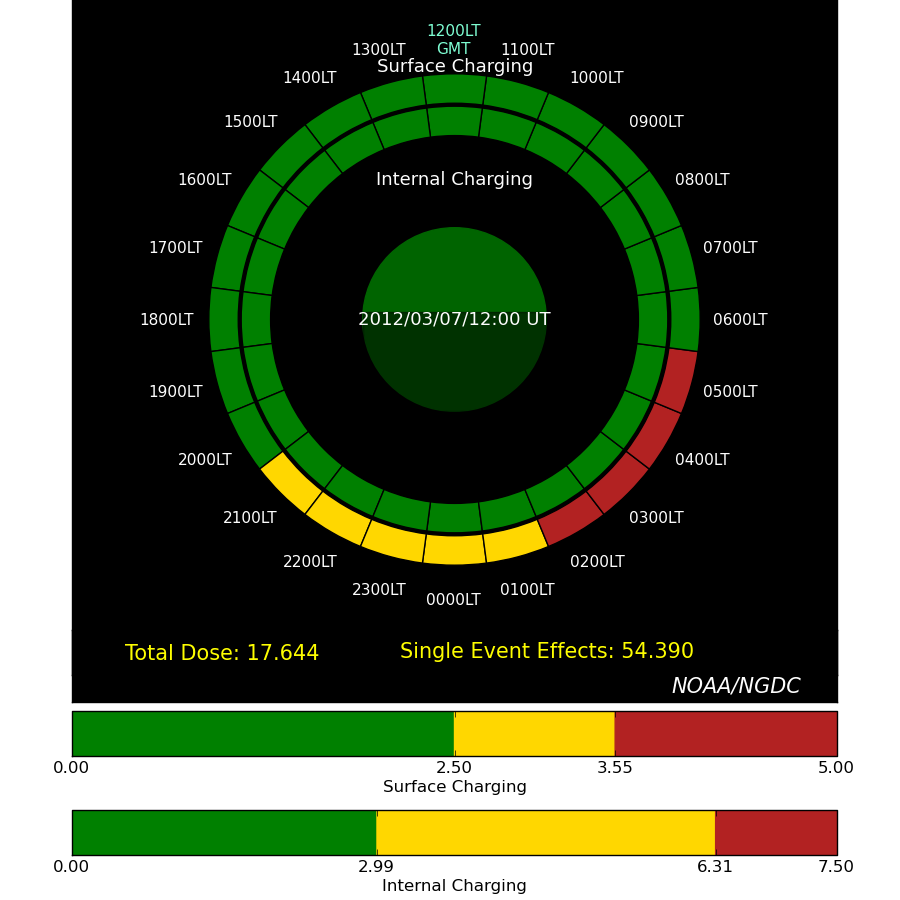 1200LT
1300LT GMT 1100LT
Surface Charging
1400LT 1000LT
1500LT 0900LT
1600LT Internal Charging 0800LT
1700LT 0700LT
1800LT 2012/03/07/12:00 UT 0600LT
1900LT 0500LT
2000LT 0400LT
2100LT 0300LT
2200LT 0200LT
2300LT 0000LT 0100LT
Total Dose: 17.644 Single Event Effects: 54.390
NOAA/NGDC
0.00 2.50 3.55 5.00
Surface Charging
0.00 2.99 6.31 7.50
Internal Charging